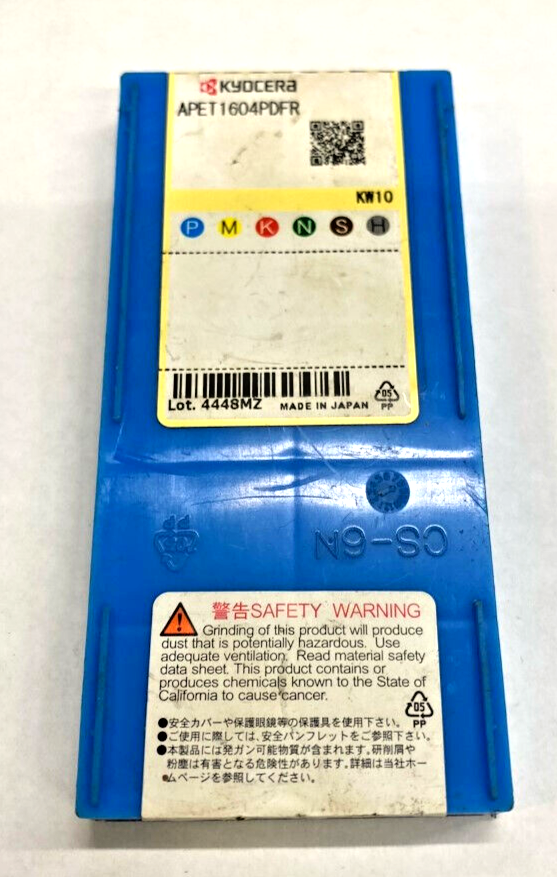 KYOCERA
APET1604PDFR
KW10
P M K N S H
Lot. 4448MZ MADE IN JAPAN
05
PP
CS-6N
警告SAFETY WARNING
Grinding of this product will produce
dust that is potentially hazardous. Use
adequate ventilation. Read material safety
data sheet. This product contains or
produces chemicals known to the State of
California to cause cancer.
05
PP
●安全カバーや保護眼鏡等の保護具を使用下さい。
●ご使用に際しては、安全パンフレットをご参照下さい。
●本製品には発ガン可能物質が含まれます。研削屑や
粉塵は有害となる危険性があります。詳細は当社ホー
ムページを参照してください。